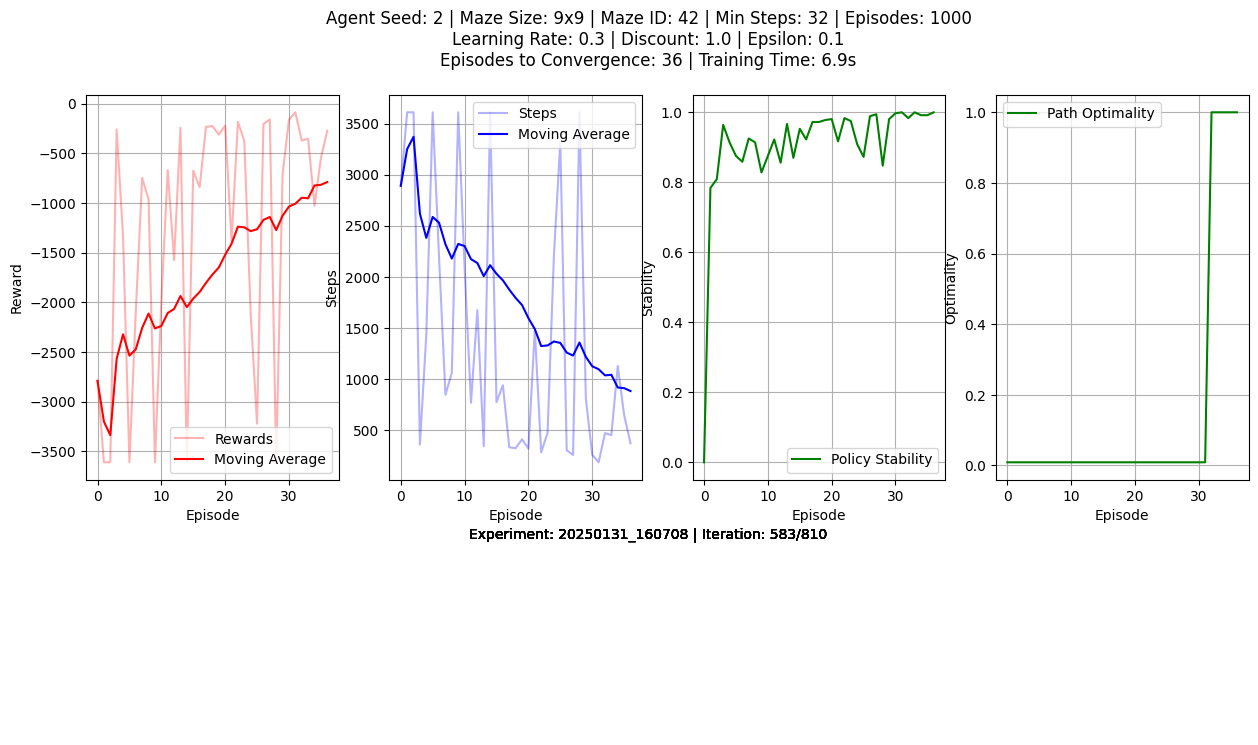 Agent Seed: 2 | Maze Size: 9x9 | Maze ID: 42 | Min Steps: 32 | Episodes: 1000
Learning Rate: 0.3 | Discount: 1.0 | Epsilon: 0.1
Episodes to Convergence: 36 | Training Time: 6.9s
Reward
0
−500
−1000
−1500
−2000
−2500
−3000
−3500
Rewards
Moving Average
0
10
20
30
Episode
Steps
3500
3000
2500
2000
1500
1000
500
Steps
Moving Average
0
10
20
30
Episode
Stability
1.0
0.8
0.6
0.4
0.2
0.0
Policy Stability
0
10
20
30
Episode
Optimality
1.0
0.8
0.6
0.4
0.2
0.0
Path Optimality
0
10
20
30
Episode
Experiment: 20250131_160708 | Iteration: 583/810